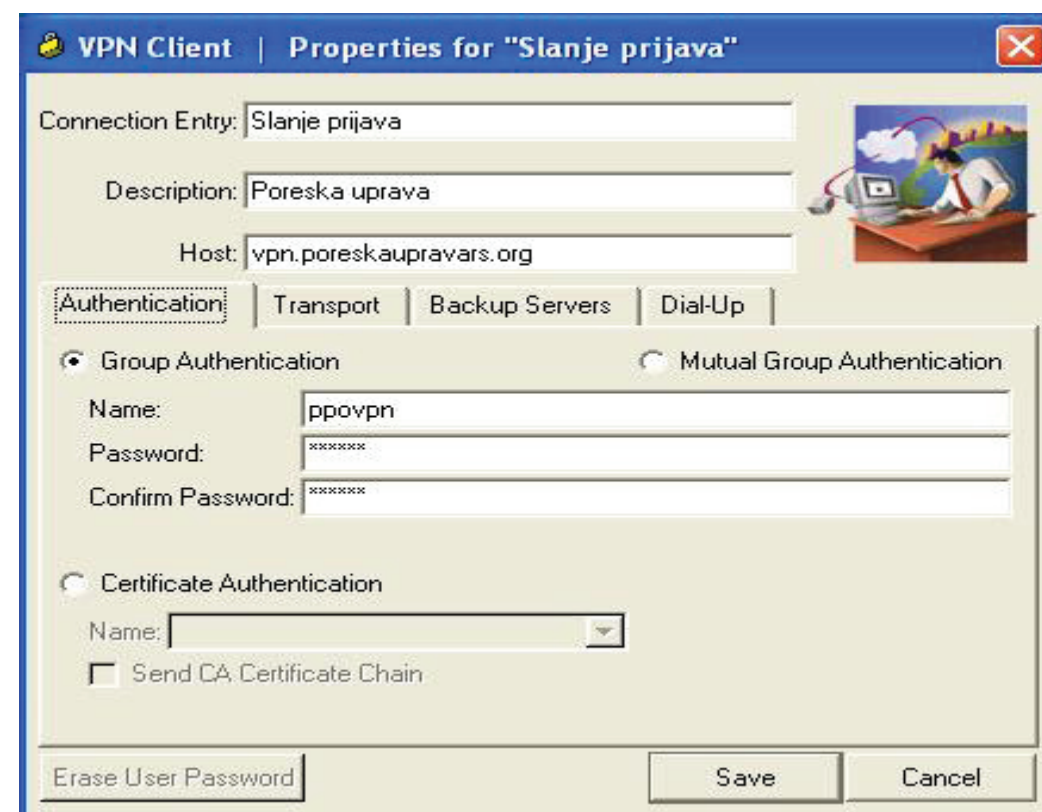 VPN Client | Properties for "Slanje prijava"
Connection Entry: Slanje prijava
Description: Poreska uprava
Host: vpn.poreskaupravars.org
Authentication Transport Backup Servers Dial-Up
Group Authentication Mutual Group Authentication
Name: ppovpn
Password: ******
Confirm Password: ******
Certificate Authentication
Name:
Send CA Certificate Chain
Erase User Password Save Cancel